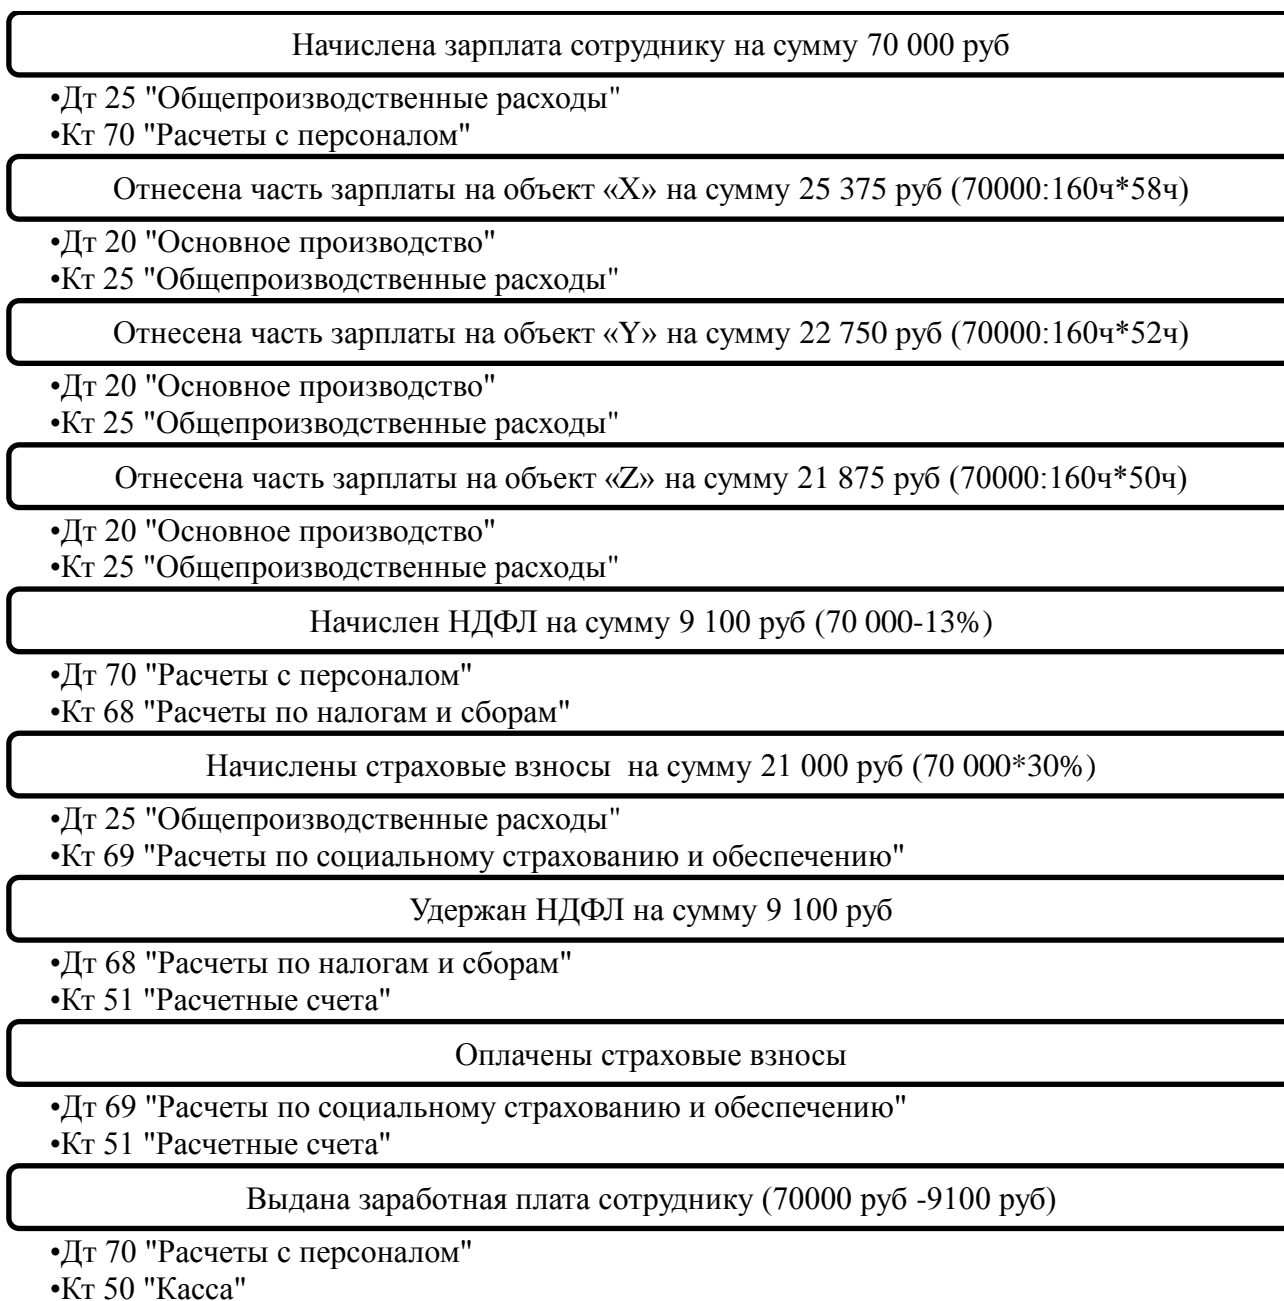 Начислена зарплата сотруднику на сумму 70 000 руб
•Дт 25 "Общепроизводственные расходы"
•Кт 70 "Расчеты с персоналом"
Отнесена часть зарплаты на объект «X» на сумму 25 375 руб (70000:160ч*58ч)
•Дт 20 "Основное производство"
•Кт 25 "Общепроизводственные расходы"
Отнесена часть зарплаты на объект «Y» на сумму 22 750 руб (70000:160ч*52ч)
•Дт 20 "Основное производство"
•Кт 25 "Общепроизводственные расходы"
Отнесена часть зарплаты на объект «Z» на сумму 21 875 руб (70000:160ч*50ч)
•Дт 20 "Основное производство"
•Кт 25 "Общепроизводственные расходы"
Начислен НДФЛ на сумму 9 100 руб (70 000-13%)
•Дт 70 "Расчеты с персоналом"
•Кт 68 "Расчеты по налогам и сборам"
Начислены страховые взносы на сумму 21 000 руб (70 000*30%)
•Дт 25 "Общепроизводственные расходы"
•Кт 69 "Расчеты по социальному страхованию и обеспечению"
Удержан НДФЛ на сумму 9 100 руб
•Дт 68 "Расчеты по налогам и сборам"
•Кт 51 "Расчетные счета"
Оплачены страховые взносы
•Дт 69 "Расчеты по социальному страхованию и обеспечению"
•Кт 51 "Расчетные счета"
Выдана заработная плата сотруднику (70000 руб -9100 руб)
•Дт 70 "Расчеты с персоналом"
•Кт 50 "Касса"